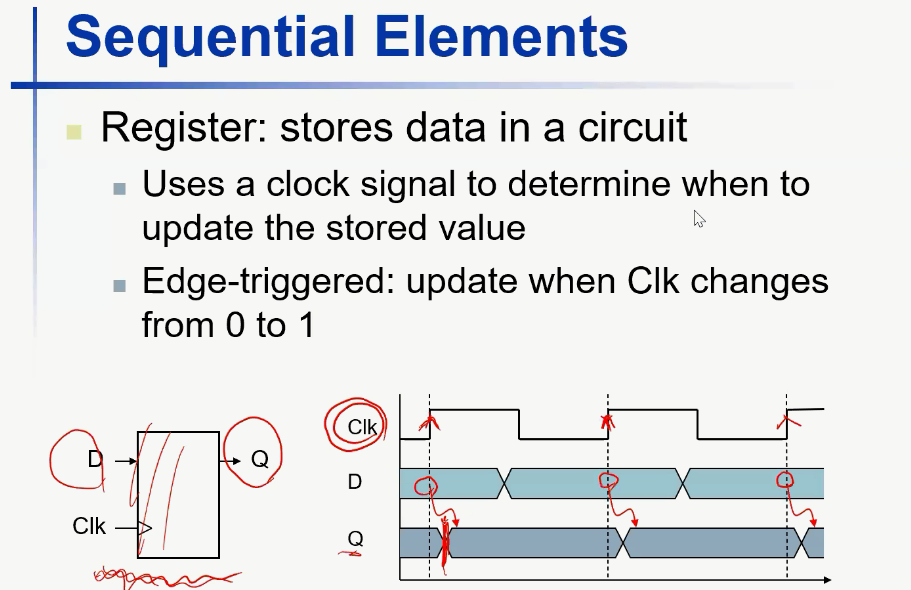 Sequential Elements
Register: stores data in a circuit
Uses a clock signal to determine when to
update the stored value
Edge-triggered: update when Clk changes
from 0 to 1
D
Q
Clk
Clk
D
Q